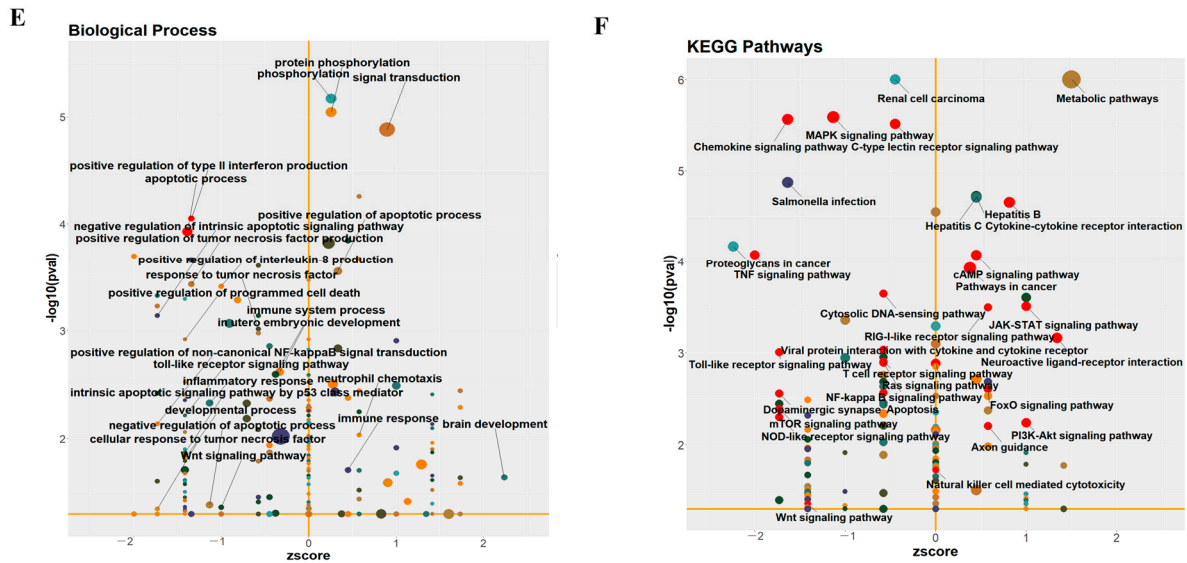 E
Biological Process
protein phosphorylation
phosphorylation
signal transduction
5
positive regulation of type II interferon production
apoptotic process
positive regulation of apoptotic process
4
negative regulation of intrinsic apoptotic signaling pathway
positive regulation of tumor necrosis factor production
positive regulation of interleukin-8 production
response to tumor necrosis factor
positive regulation of programmed cell death
immune system process
in utero embryonic development
3
positive regulation of non-canonical NF-kappaB signal transduction
toll-like receptor signaling pathway
inflammatory response
neutrophil chemotaxis
intrinsic apoptotic signaling pathway by p53 class mediator
developmental process
immune response
negative regulation of apoptotic process
brain development
2
cellular response to tumor necrosis factor
Wnt signaling pathway
-log10(pval)
−2 −1 0 1 2
zscore
F
KEGG Pathways
6
Renal cell carcinoma
Metabolic pathways
MAPK signaling pathway
Chemokine signaling pathway C-type lectin receptor signaling pathway
5
Salmonella infection
Hepatitis B
Hepatitis C Cytokine-cytokine receptor interaction
4
Proteoglycans in cancer
TNF signaling pathway
cAMP signaling pathway
Pathways in cancer
Cytosolic DNA-sensing pathway
JAK-STAT signaling pathway
RIG-I-like receptor signaling pathway
3
Viral protein interaction with cytokine and cytokine receptor
Toll-like receptor signaling pathway
Neuroactive ligand-receptor interaction
T cell receptor signaling pathway
Ras signaling pathway
NF-kappa B signaling pathway
Dopaminergic synapse Apoptosis
FoxO signaling pathway
mTOR signaling pathway
NOD-like receptor signaling pathway
PI3K-Akt signaling pathway
Axon guidance
2
Natural killer cell mediated cytotoxicity
Wnt signaling pathway
-log10(pval)
−2 −1 0 1 2
zscore